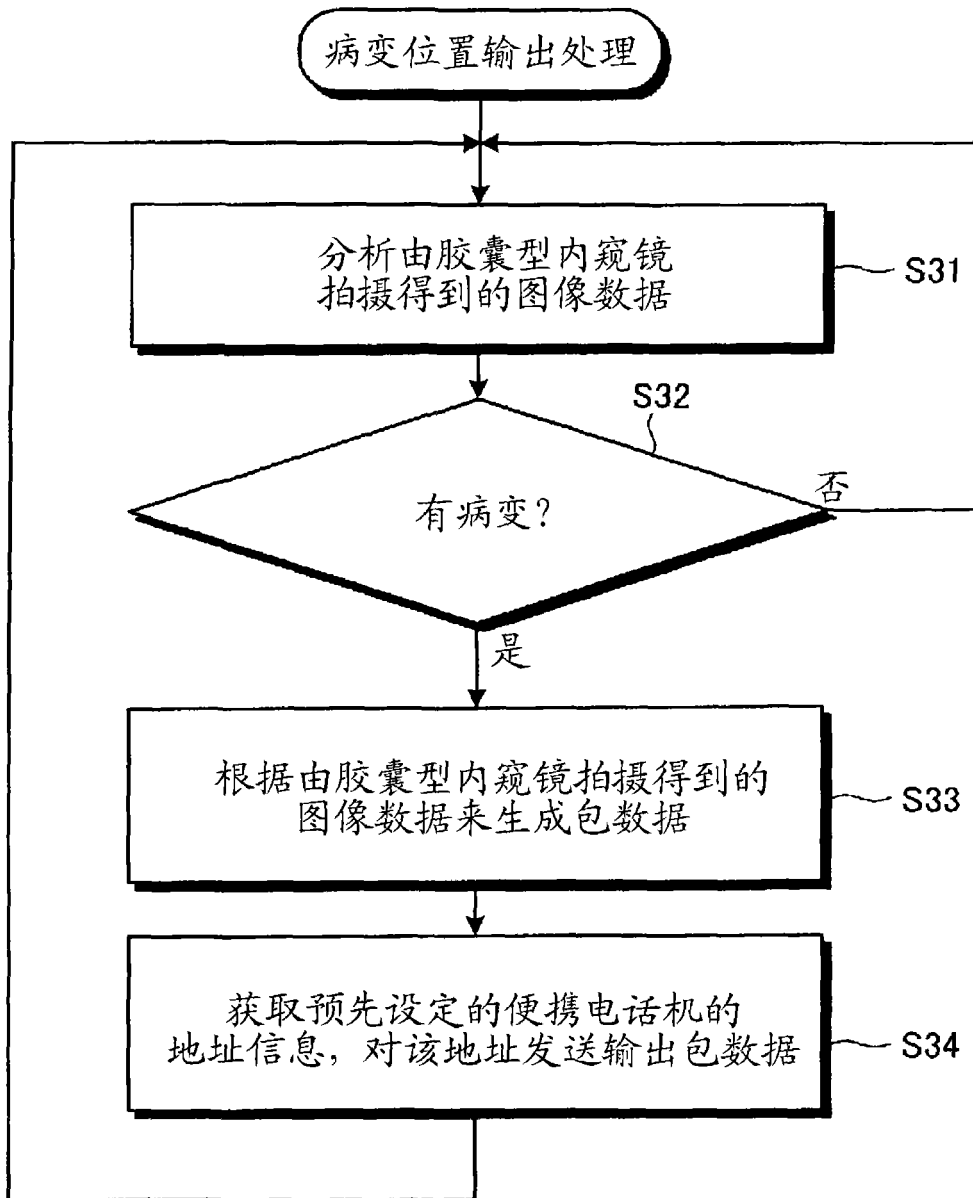 病变位置输出处理
分析由胶囊型内窥镜
拍摄得到的图像数据
S31
S32
有病变?
否
是
根据由胶囊型内窥镜拍摄得到的
图像数据来生成包数据
S33
获取预先设定的便携电话机的
地址信息，对该地址发送输出包数据
S34